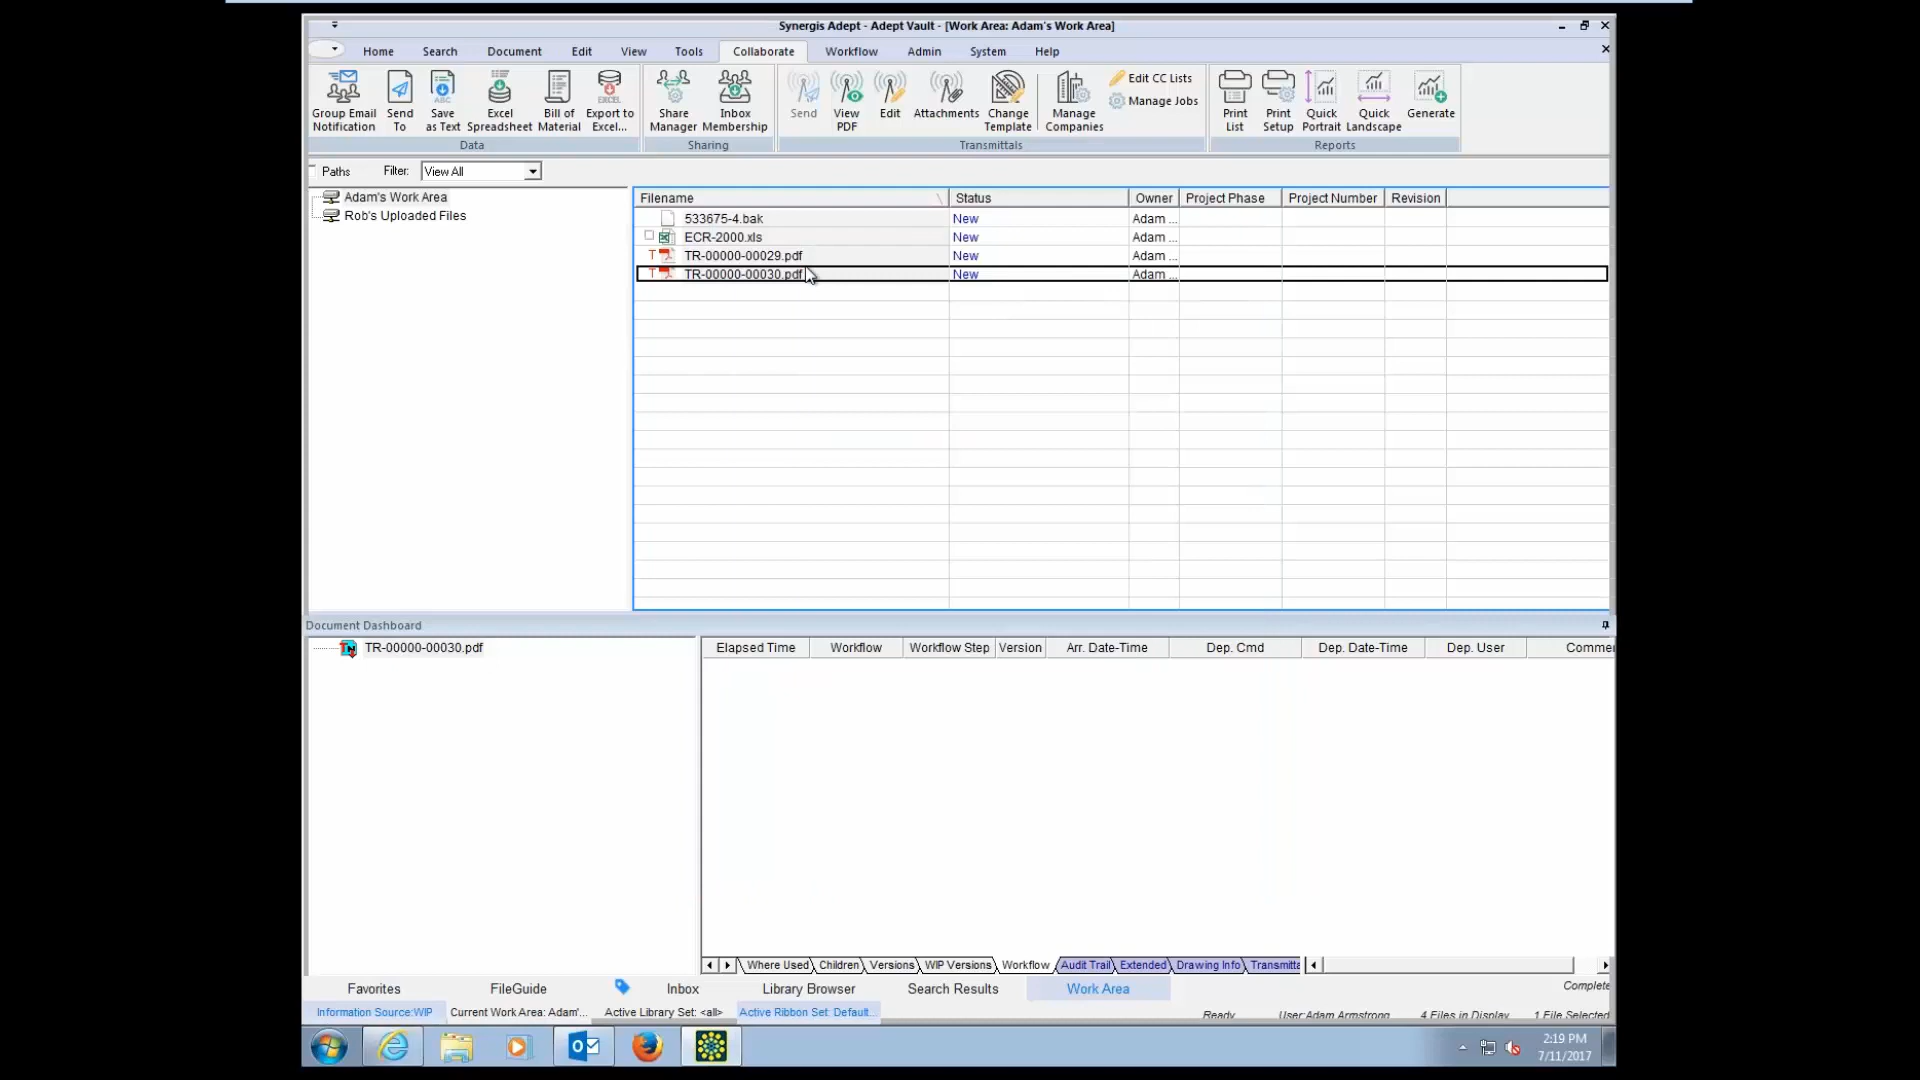 Synergis Adept - Adept Vault - [Work Area: Adam's Work Area]
Home Search Document Edit View Tools Collaborate Workflow Admin System Help
Group Email Notification
Send To
Save as Text
ABC
Excel Spreadsheet
Bill of Material
Export to Excel...
EXCEL
Share Manager
Inbox Membership
Send
View PDF
Edit
Attachments
Change Template
Manage Companies
Edit CC Lists
Manage Jobs
Print List
Print Setup
Quick Portrait
Quick Landscape
Generate
Data Sharing Transmittals Reports
Paths Filter: View All
Adam's Work Area
Rob's Uploaded Files
Filename Status Owner Project Phase Project Number Revision
533675-4.bak New Adam ...
ECR-2000.xls New Adam ...
T TR-00000-00029.pdf New Adam ...
T TR-00000-00030.pdf New Adam ...
Document Dashboard
TR-00000-00030.pdf
Elapsed Time Workflow Workflow Step Version Arr. Date-Time Dep. Cmd Dep. Date-Time Dep. User Commer
Where Used Children Versions WIP Versions Workflow Audit Trail Extended Drawing Info Transmitta
Favorites FileGuide Inbox Library Browser Search Results Work Area Complete
Information Source:WIP Current Work Area: Adam'... Active Library Set: <all> Active Ribbon Set: Default... Ready User:Adam Armstrong 4 Files in Display 1 File Selected
2:19 PM
7/11/2017